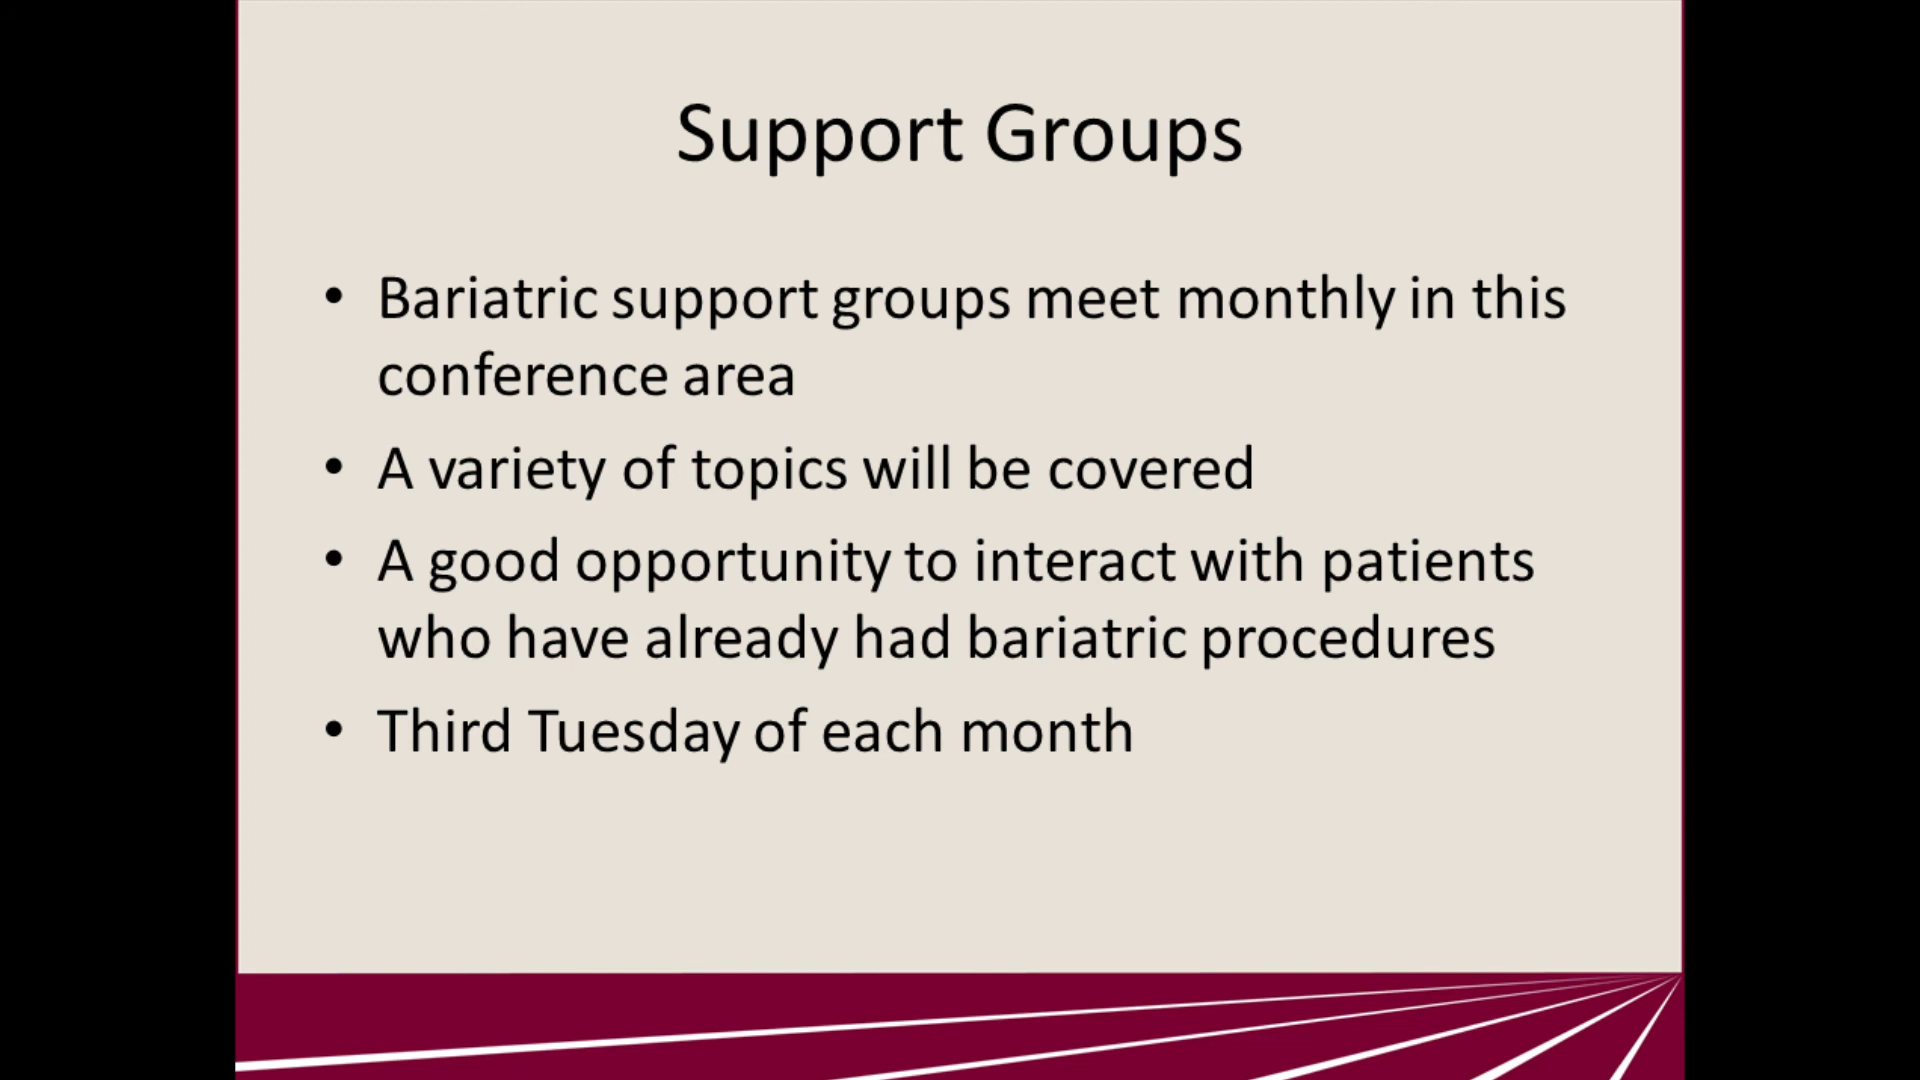 Support Groups
• Bariatric support groups meet monthly in this
conference area
• A variety of topics will be covered
• A good opportunity to interact with patients
who have already had bariatric procedures
• Third Tuesday of each month